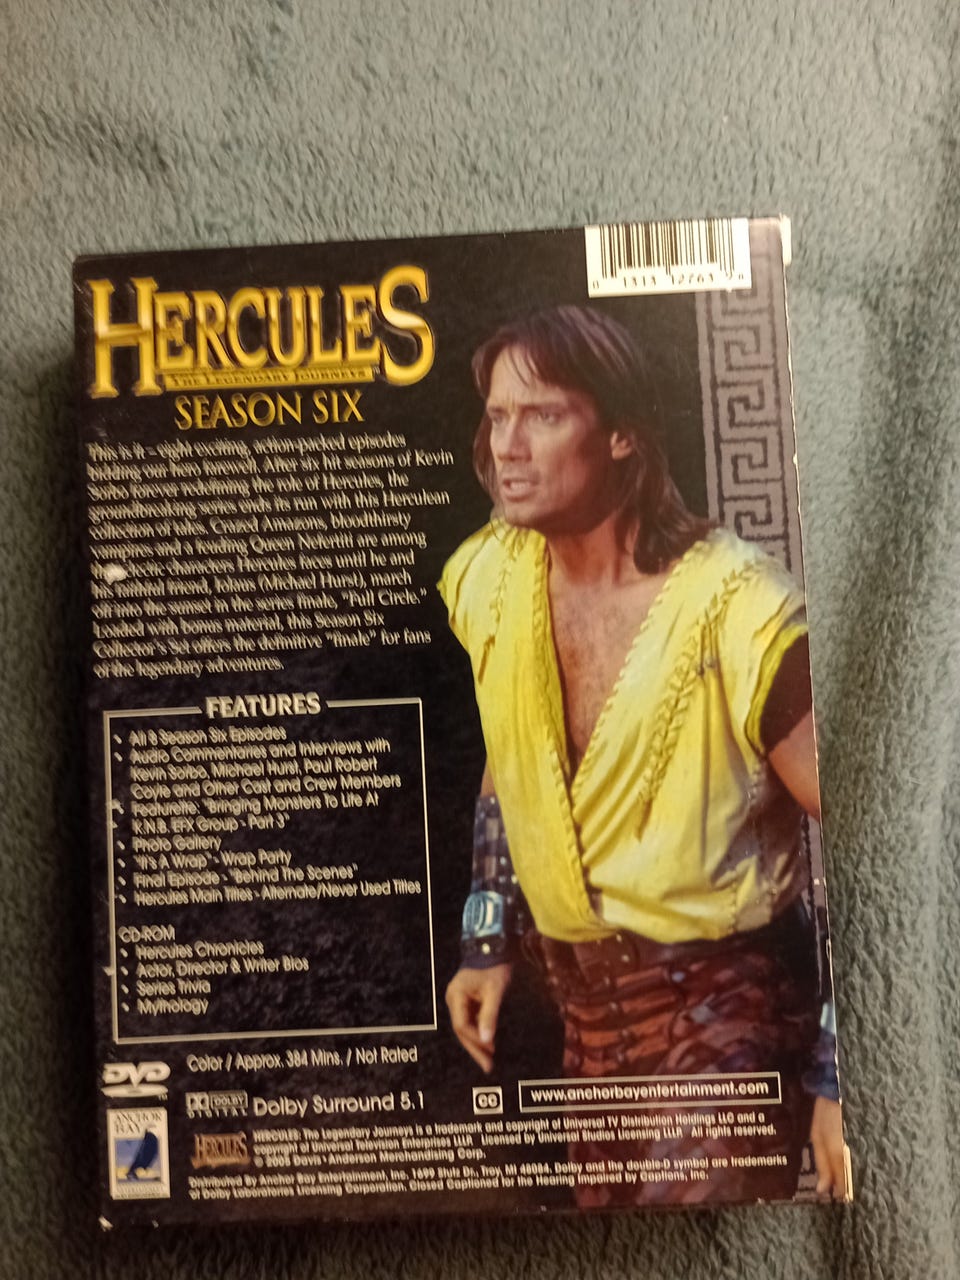 0 1313 12763 7 0
HERCULES
THE LEGENDARY JOURNEYS
SEASON SIX
This is it – eight exciting, action-packed episodes
bidding our hero farewell. After six hit seasons of Kevin
Sorbo forever redefining the role of Hercules, the
groundbreaking series ends its run with this Herculean
collection of tales. Crazed Amazons, bloodthirsty
vampires and a feuding Queen Nefertiti are among
the eclectic characters Hercules faces until he and
his faithful friend, Iolaus (Michael Hurst), march
off into the sunset in the series finale, "Full Circle."
Loaded with bonus material, this Season Six
Collector's Set offers the definitive "finale" for fans
of the legendary adventures.
FEATURES
All 8 Season Six Episodes
Audio Commentaries and Interviews with
Kevin Sorbo, Michael Hurst, Paul Robert
Coyle and Other Cast and Crew Members
Featurette: "Bringing Monsters To Life At
K.N.B. EFX Group - Part 3"
Photo Gallery
"It's A Wrap" - Wrap Party
Final Episode - "Behind The Scenes"
Hercules Main Titles - Alternate/Never Used Titles
CD-ROM
Hercules Chronicles
Actor, Director & Writer Bios
Series Trivia
Mythology
DVD
Color / Approx. 384 Mins. / Not Rated
DOLBY
DIGITAL
Dolby Surround 5.1
CC
www.anchorbayentertainment.com
ANCHOR
BAY
HERCULES
HERCULES: The Legendary Journeys is a trademark and copyright of Universal TV Distribution Holdings LLC and a
copyright of Universal Television Enterprises LLLP. Licensed by Universal Studios Licensing LLLP. All rights reserved.
© 2005 Davis • Anderson Merchandising Corp.
Distributed by Anchor Bay Entertainment, Inc. 1699 Stutz Dr. Troy, MI 48084. Dolby and the double-D symbol are trademarks
of Dolby Laboratories Licensing Corporation. Closed Captioned for the Hearing Impaired by Captions, Inc.